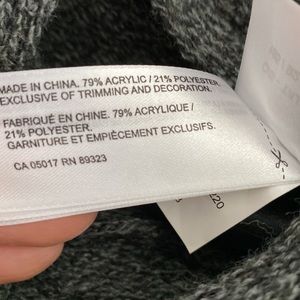 MADE IN CHINA. 79% ACRYLIC / 21% POLYESTER
EXCLUSIVE OF TRIMMING AND DECORATION.
FABRIQUÉ EN CHINE. 79% ACRYLIQUE /
21% POLYESTER.
GARNITURE ET EMPIÈCEMENT EXCLUSIFS.
CA 05017 RN 89323
220